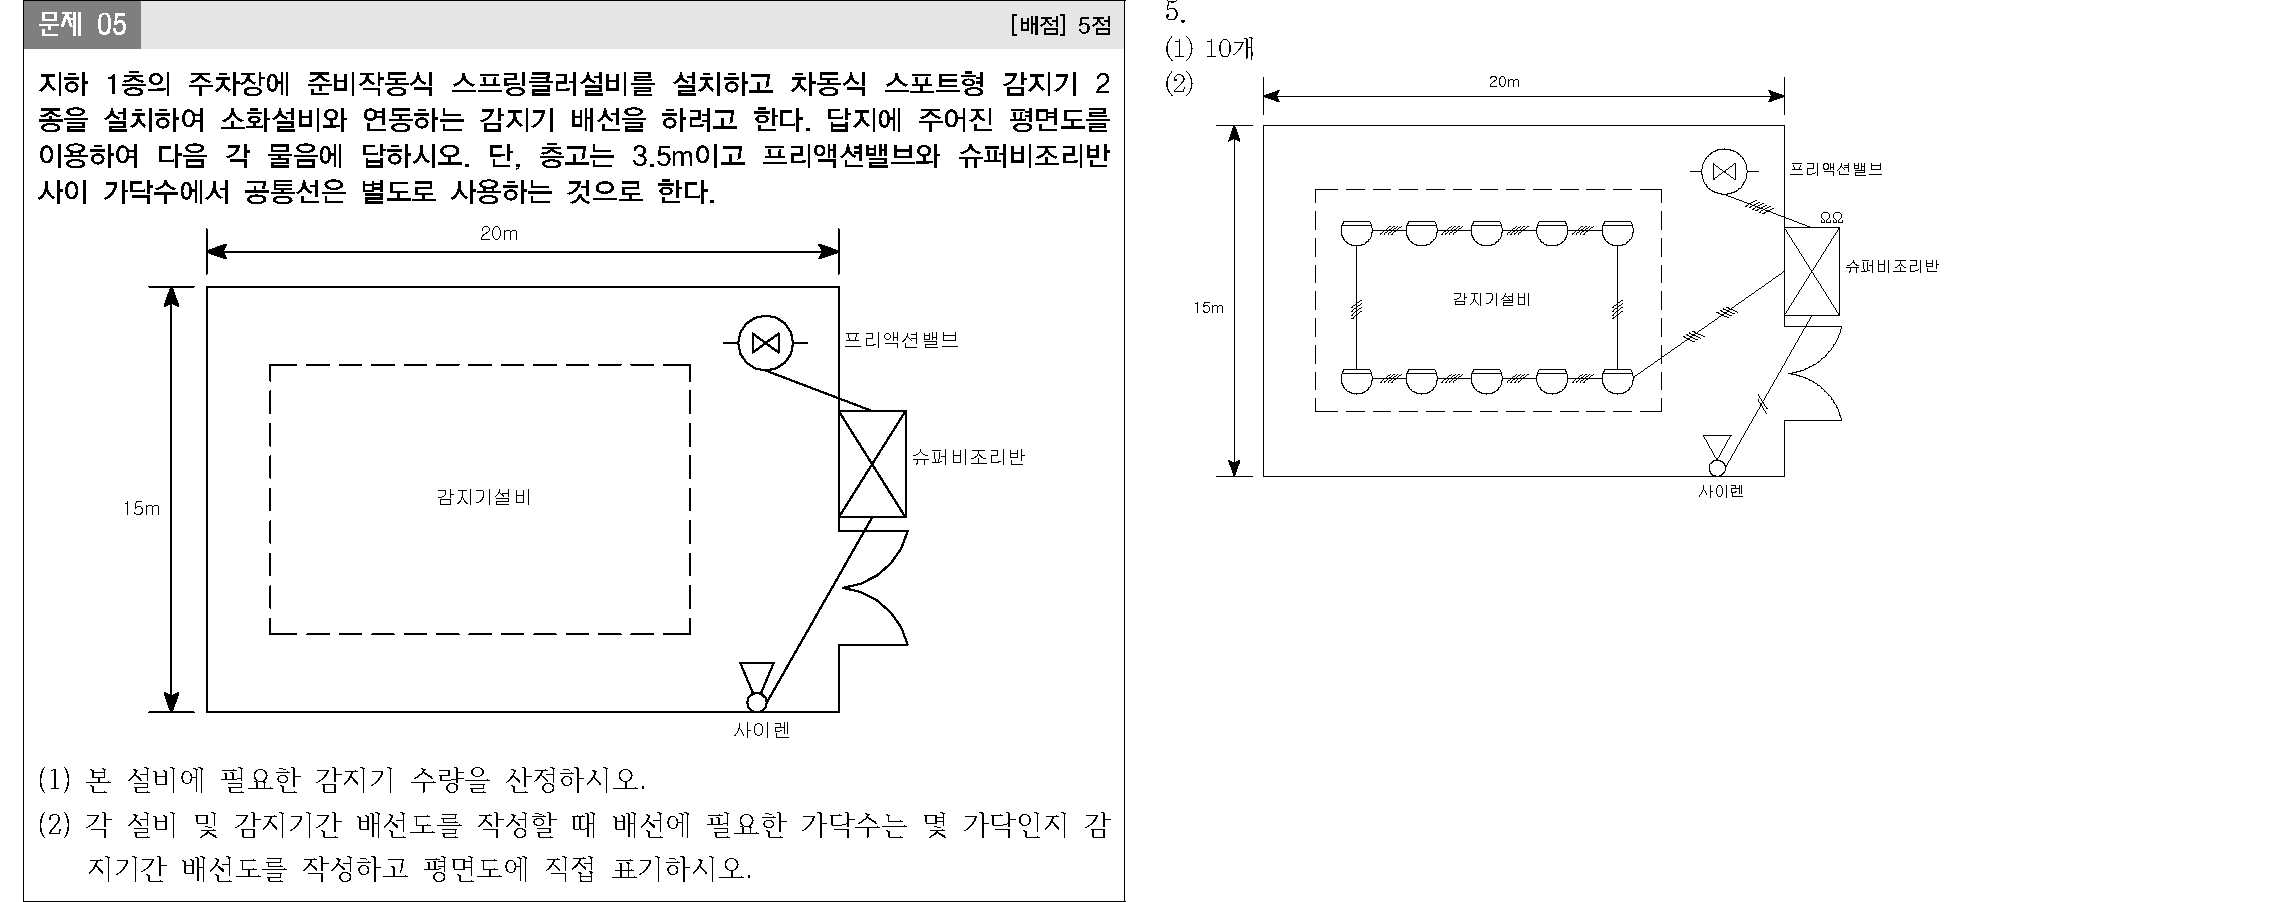 문제 05
[배점] 5점
지하 1층의 주차장에 준비작동식 스프링클러설비를 설치하고 차동식 스포트형 감지기 2
종을 설치하여 소화설비와 연동하는 감지기 배선을 하려고 한다. 답지에 주어진 평면도를
이용하여 다음 각 물음에 답하시오. 단, 층고는 3.5m이고 프리액션밸브와 슈퍼비조리반
사이 가닥수에서 공통선은 별도로 사용하는 것으로 한다.
20m
프리액션밸브
슈퍼비조리반
감지기설비
15m
사이렌
(1) 본 설비에 필요한 감지기 수량을 산정하시오.
(2) 각 설비 및 감지기간 배선도를 작성할 때 배선에 필요한 가닥수는 몇 가닥인지 감
지기간 배선도를 작성하고 평면도에 직접 표기하시오.
5.
(1) 10개
(2)
20m
프리액션밸브
ΩΩ
슈퍼비조리반
감지기설비
15m
사이렌